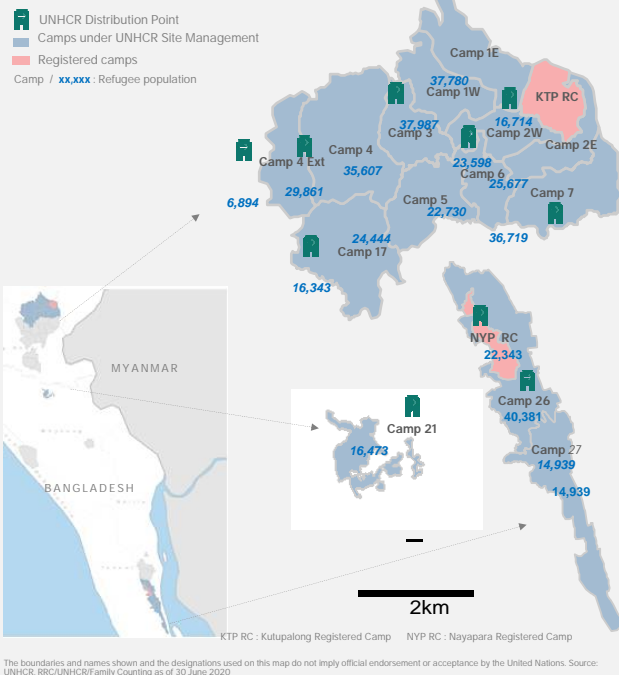 UNHCR Distribution Point
Camps under UNHCR Site Management
Registered camps
Camp / xx,xxx : Refugee population
Camp 1E
37,780
Camp 1W
KTP RC
16,714
37,987
Camp 3
Camp 2W
Camp 2E
Camp 4
23,598
Camp 4 Ext
35,607
Camp 6
25,677
29,861
Camp 7
6,894
Camp 5
22,730
24,444
36,719
Camp 17
16,343
NYP RC
22,343
MYANMAR
Camp 26
40,381
Camp 21
16,473
Camp 27
14,939
14,939
BANGLADESH
2km
KTP RC : Kutupalong Registered Camp NYP RC : Nayapara Registered Camp
The boundaries and names shown and the designations used on this map do not imply official endorsement or acceptance by the United Nations. Source:
UNHCR, RRC/UNHCR/Family Counting as of 30 June 2020